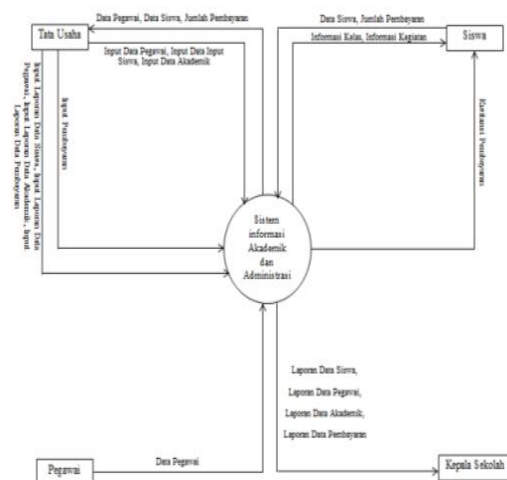 Data Pegawai, Data Siswa, Jumlah Pembayaran
Tata Usaha
Input Data Pegawai, Input Data Input
Siswa, Input Data Akademik
Data Siswa, Jumlah Pembayaran
Siswa
Informasi Kelas, Informasi Kegiatan
Input Laporan Data Siswa, Input Laporan Data
Pegawai, Input Laporan Data Akademik, Input
Laporan Data Pembayaran
Input Pembayaran
Kwitansi Pembayaran
Sistem
informasi
Akademik
dan
Administrasi
Laporan Data Siswa,
Laporan Data Pegawai,
Laporan Data Akademik,
Laporan Data Pembayaran
Pegawai
Data Pegawai
Kepala Sekolah